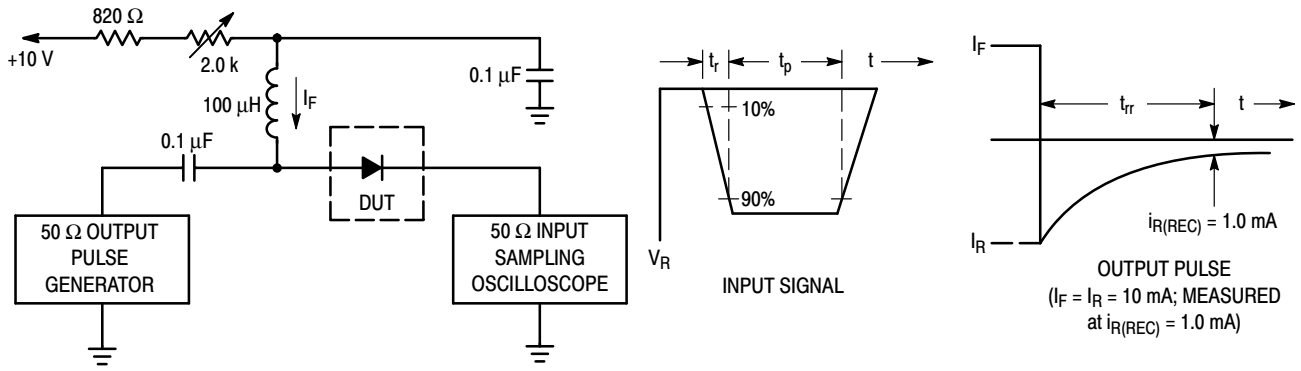 820 Ω
+10 V
2.0 k
100 μH
I_F
0.1 μF
0.1 μF
DUT
50 Ω OUTPUT
PULSE
GENERATOR
50 Ω INPUT
SAMPLING
OSCILLOSCOPE
t_r
t_p
t
10%
90%
V_R
INPUT SIGNAL
I_F
t_rr
t
I_R
i_R(REC) = 1.0 mA
OUTPUT PULSE
(I_F = I_R = 10 mA; MEASURED
at i_R(REC) = 1.0 mA)